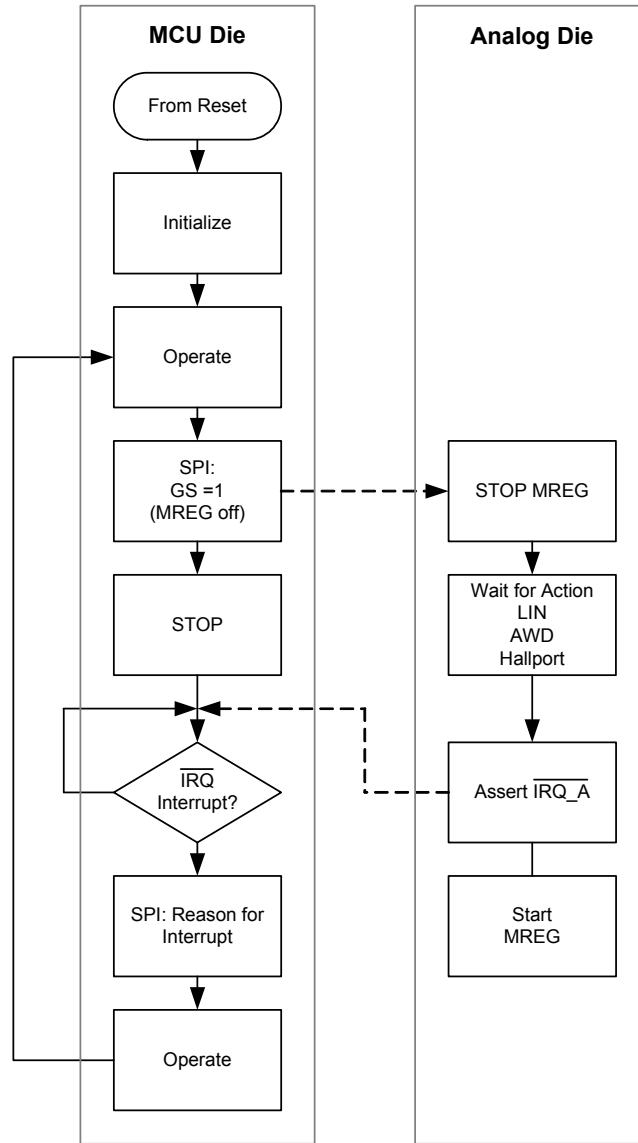 MCU Die
From Reset
Initialize
Operate
SPI:
GS =1
(MREG off)
STOP
IRQ
Interrupt?
SPI: Reason for
Interrupt
Operate
Analog Die
STOP MREG
Wait for Action
LIN
AWD
Hallport
Assert IRQ_A
Start
MREG